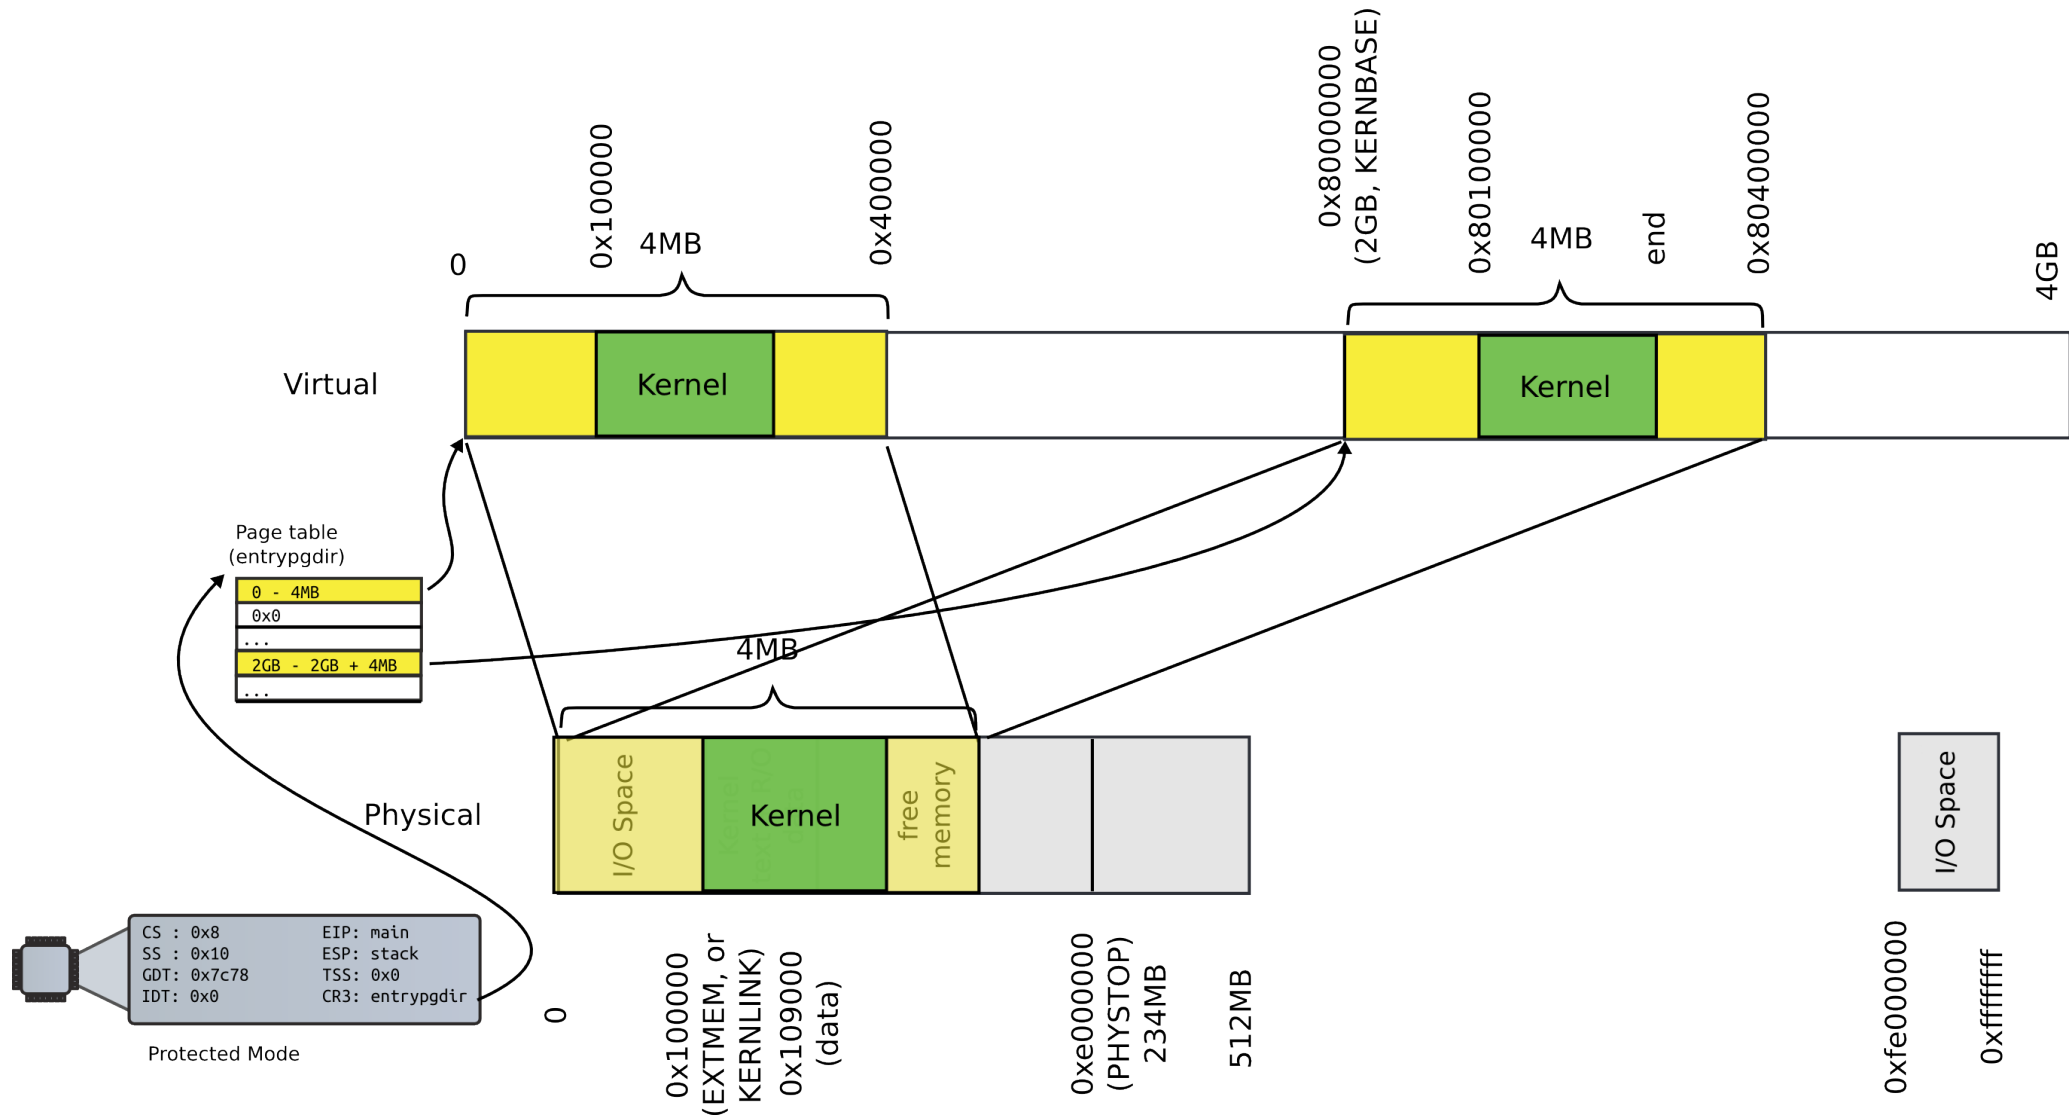 0
0x100000
4MB
0x400000
0x80000000
(2GB, KERNBASE)
0x80100000
4MB
end
0x80400000
4GB
Virtual
Kernel
Kernel
Page table
(entrypgdir)
0 - 4MB
0x0
...
2GB - 2GB + 4MB
...
4MB
Physical
I/O Space
Kernel
free
memory
I/O Space
CS : 0x8
SS : 0x10
GDT: 0x7c78
IDT: 0x0
EIP: main
ESP: stack
TSS: 0x0
CR3: entrypgdir
Protected Mode
0
0x100000
(EXTMEM, or
KERNLINK)
0x109000
(data)
0xe000000
(PHYSTOP)
234MB
512MB
0xfe000000
0xffffffff